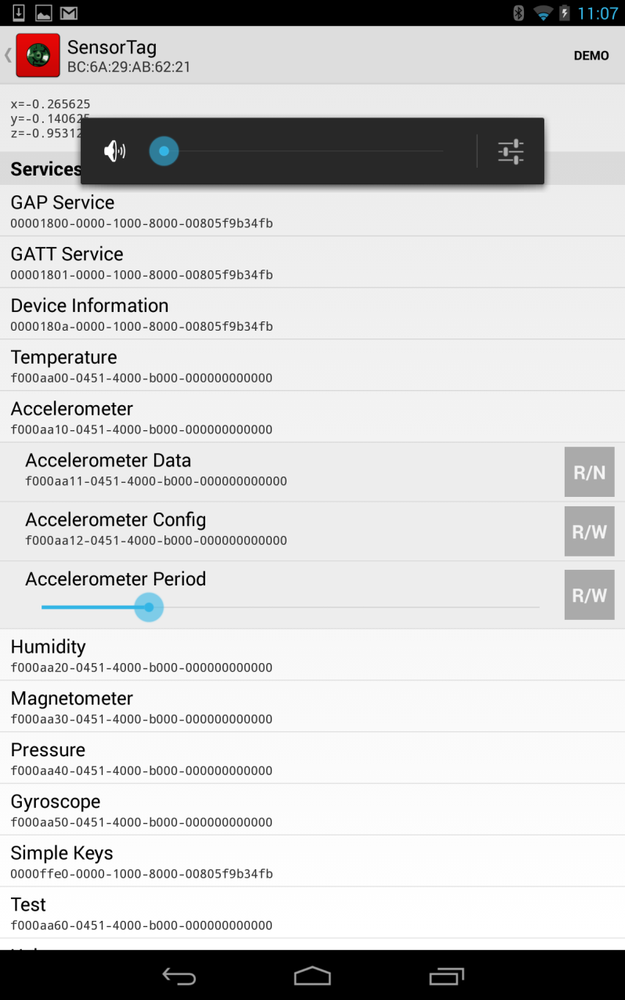 11:07
SensorTag
BC:6A:29:AB:62:21
DEMO
x=-0.265625
y=-0.140625
z=-0.95312
Services
GAP Service
00001800-0000-1000-8000-00805f9b34fb
GATT Service
00001801-0000-1000-8000-00805f9b34fb
Device Information
0000180a-0000-1000-8000-00805f9b34fb
Temperature
f000aa00-0451-4000-b000-000000000000
Accelerometer
f000aa10-0451-4000-b000-000000000000
Accelerometer Data
f000aa11-0451-4000-b000-000000000000
R/N
Accelerometer Config
f000aa12-0451-4000-b000-000000000000
R/W
Accelerometer Period
R/W
Humidity
f000aa20-0451-4000-b000-000000000000
Magnetometer
f000aa30-0451-4000-b000-000000000000
Pressure
f000aa40-0451-4000-b000-000000000000
Gyroscope
f000aa50-0451-4000-b000-000000000000
Simple Keys
0000ffe0-0000-1000-8000-00805f9b34fb
Test
f000aa60-0451-4000-b000-000000000000